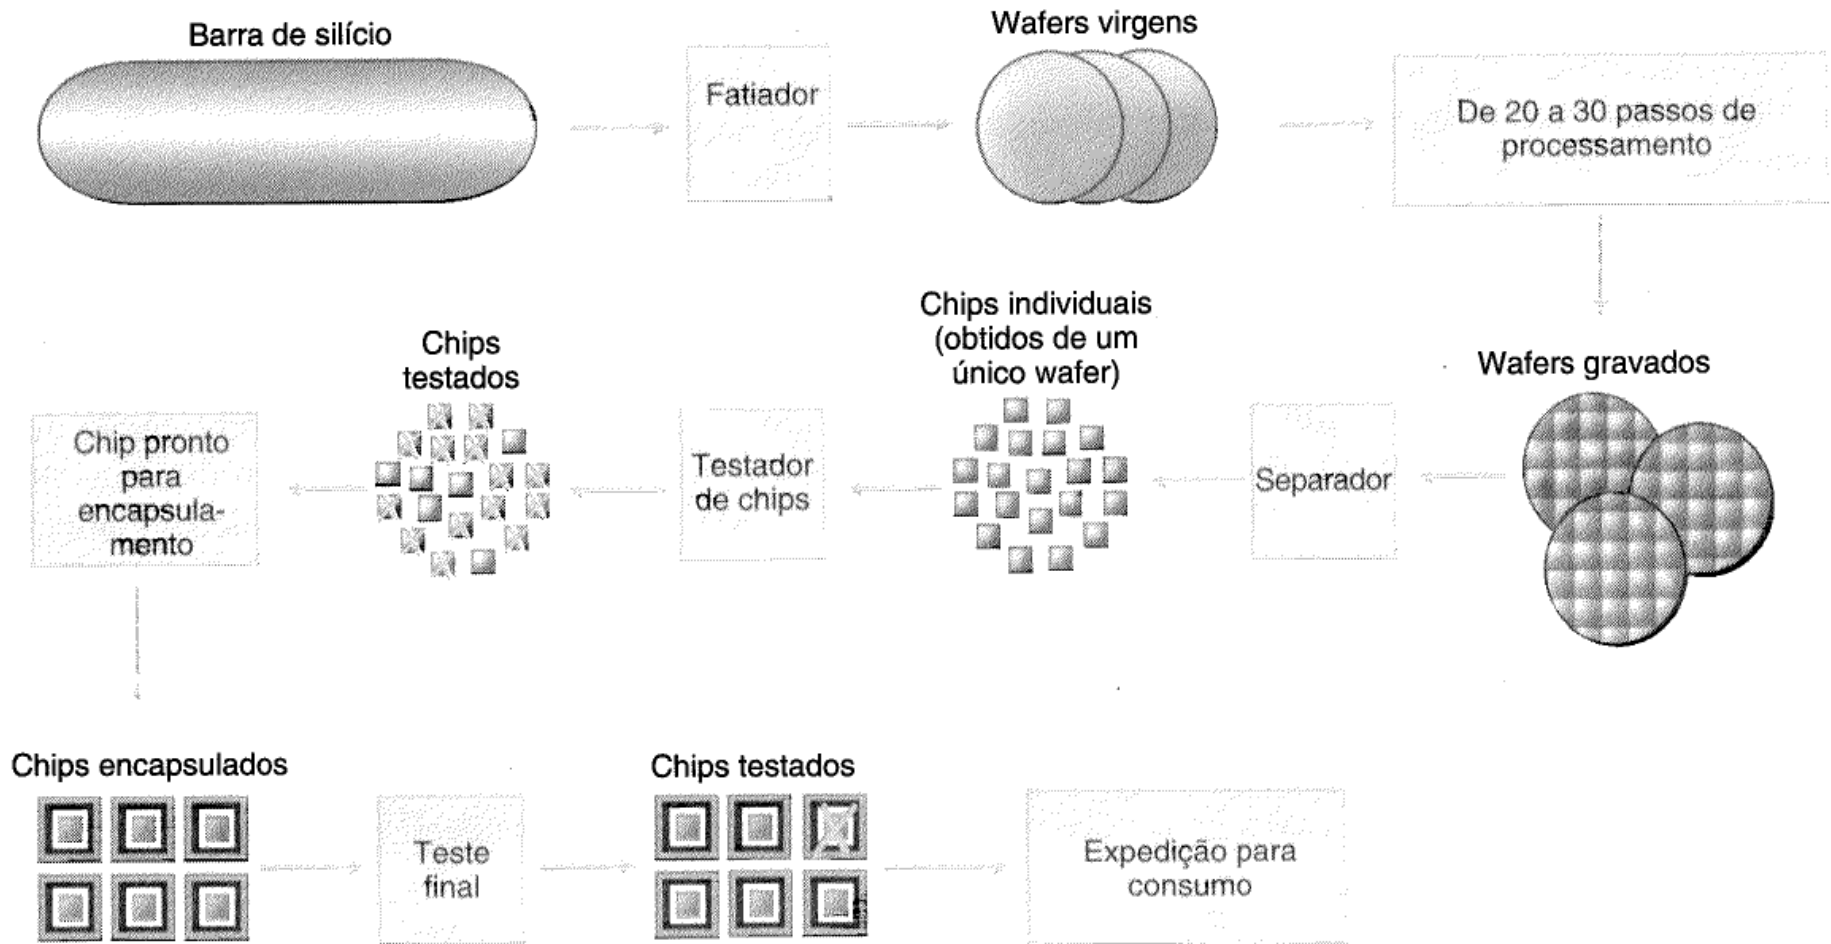 Barra de silício
Fatiador
Wafers virgens
De 20 a 30 passos de
processamento
Wafers gravados
Separador
Chips individuais
(obtidos de um
único wafer)
Testador
de chips
Chips
testados
Chip pronto
para
encapsula-
mento
Chips encapsulados
Teste
final
Chips testados
Expedição para
consumo